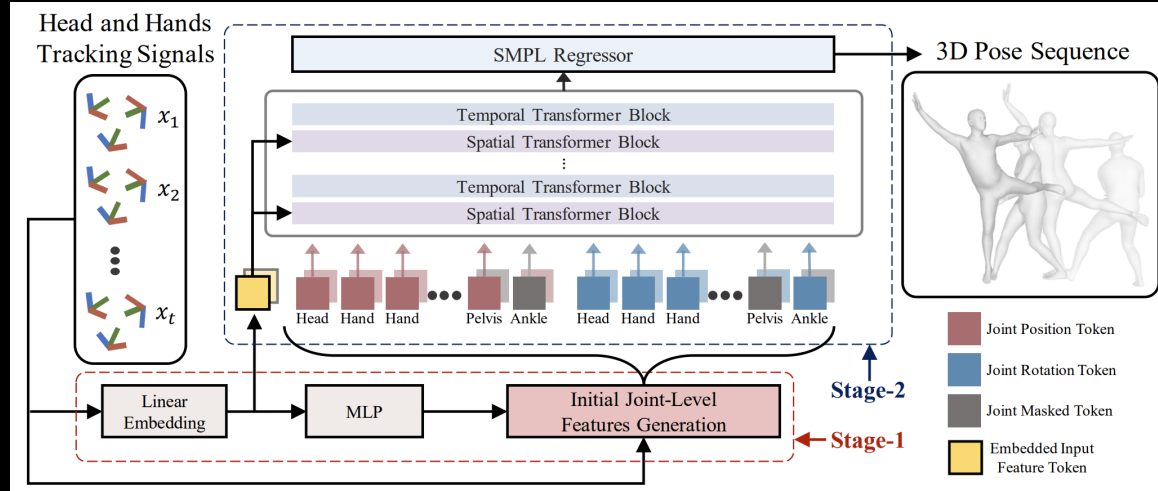 Head and Hands
Tracking Signals
x₁
x₂
xₜ
SMPL Regressor
Temporal Transformer Block
Spatial Transformer Block
⋮
Temporal Transformer Block
Spatial Transformer Block
Head Hand Hand Pelvis Ankle Head Hand Hand Pelvis Ankle
3D Pose Sequence
Stage-2
Linear
Embedding
MLP
Initial Joint-Level
Features Generation
Stage-1
Joint Position Token
Joint Rotation Token
Joint Masked Token
Embedded Input
Feature Token